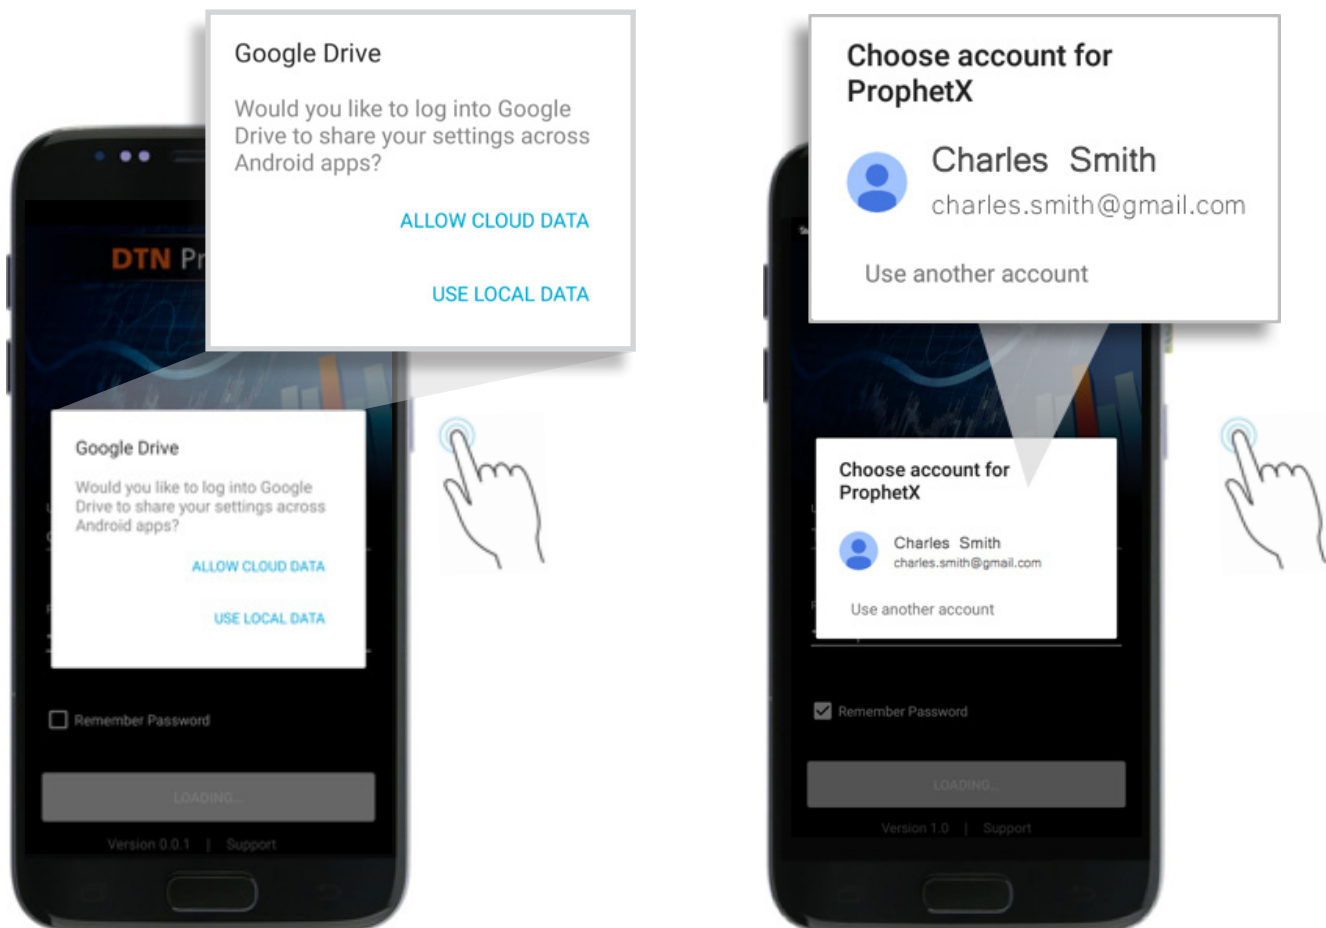 Google Drive
Would you like to log into Google
Drive to share your settings across
Android apps?
ALLOW CLOUD DATA
USE LOCAL DATA
DTN Pr
Google Drive
Would you like to log into Google
Drive to share your settings across
Android apps?
ALLOW CLOUD DATA
USE LOCAL DATA
Remember Password
LOADING...
Version 0.0.1 | Support
Choose account for
ProphetX
Charles Smith
charles.smith@gmail.com
Use another account
Choose account for
ProphetX
Charles Smith
charles.smith@gmail.com
Use another account
Remember Password
LOADING...
Version 1.0 | Support